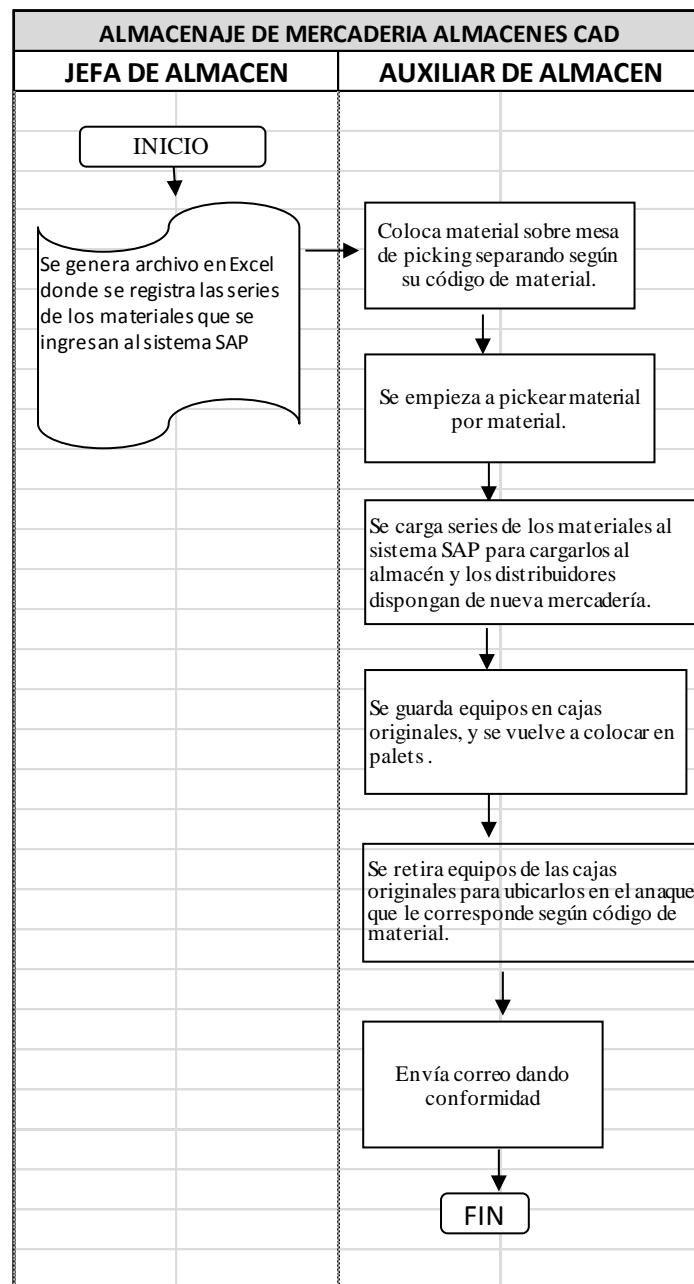 ALMACENAJE DE MERCADERIA ALMACENES CAD
JEFA DE ALMACEN
AUXILIAR DE ALMACEN
INICIO
Se genera archivo en Excel
donde se registra las series
de los materiales que se
ingresan al sistema SAP
Coloca material sobre mesa
de picking separando según
su código de material.
Se empieza a pickear material
por material.
Se carga series de los materiales al
sistema SAP para cargarlos al
almacén y los distribuidores
dispongan de nueva mercadería.
Se guarda equipos en cajas
originales, y se vuelve a colocar en
palets .
Se retira equipos de las cajas
originales para ubicarlos en el anaque
que le corresponde según código de
material.
Envía correo dando
conformidad
FIN